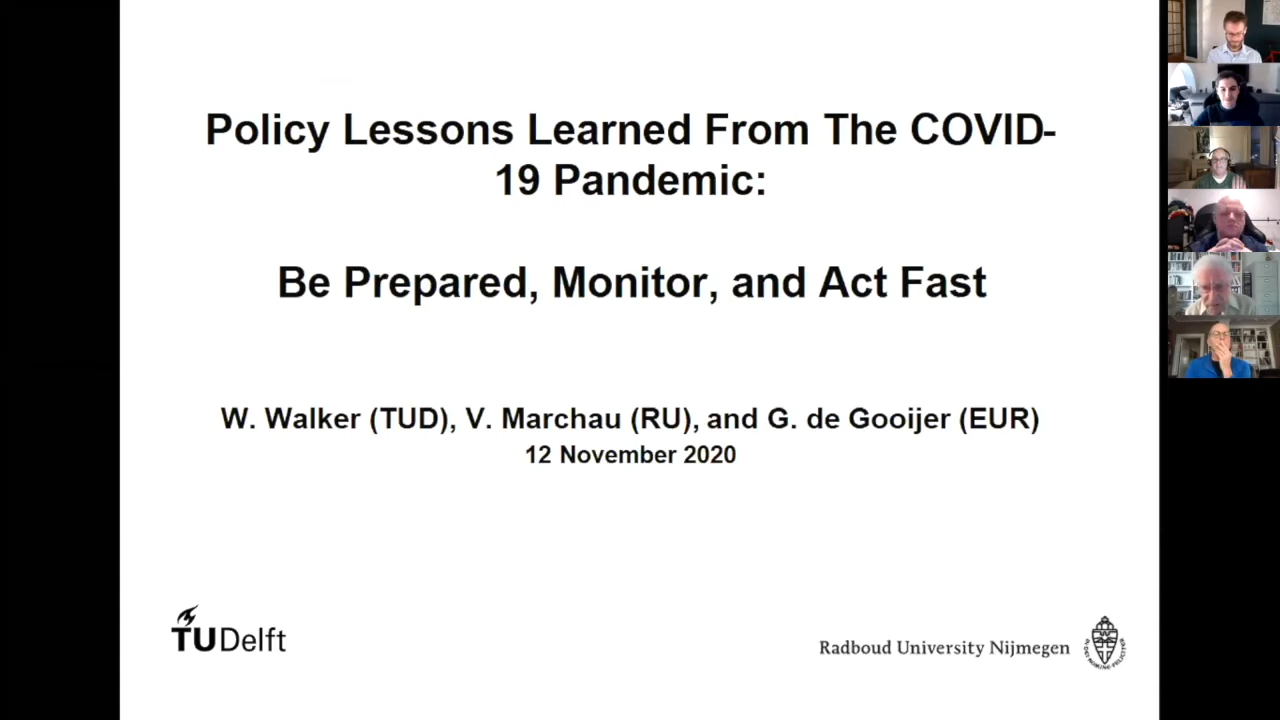 Policy Lessons Learned From The COVID-
19 Pandemic:
Be Prepared, Monitor, and Act Fast
W. Walker (TUD), V. Marchau (RU), and G. de Gooijer (EUR)
12 November 2020
TUDelft
Radboud University Nijmegen